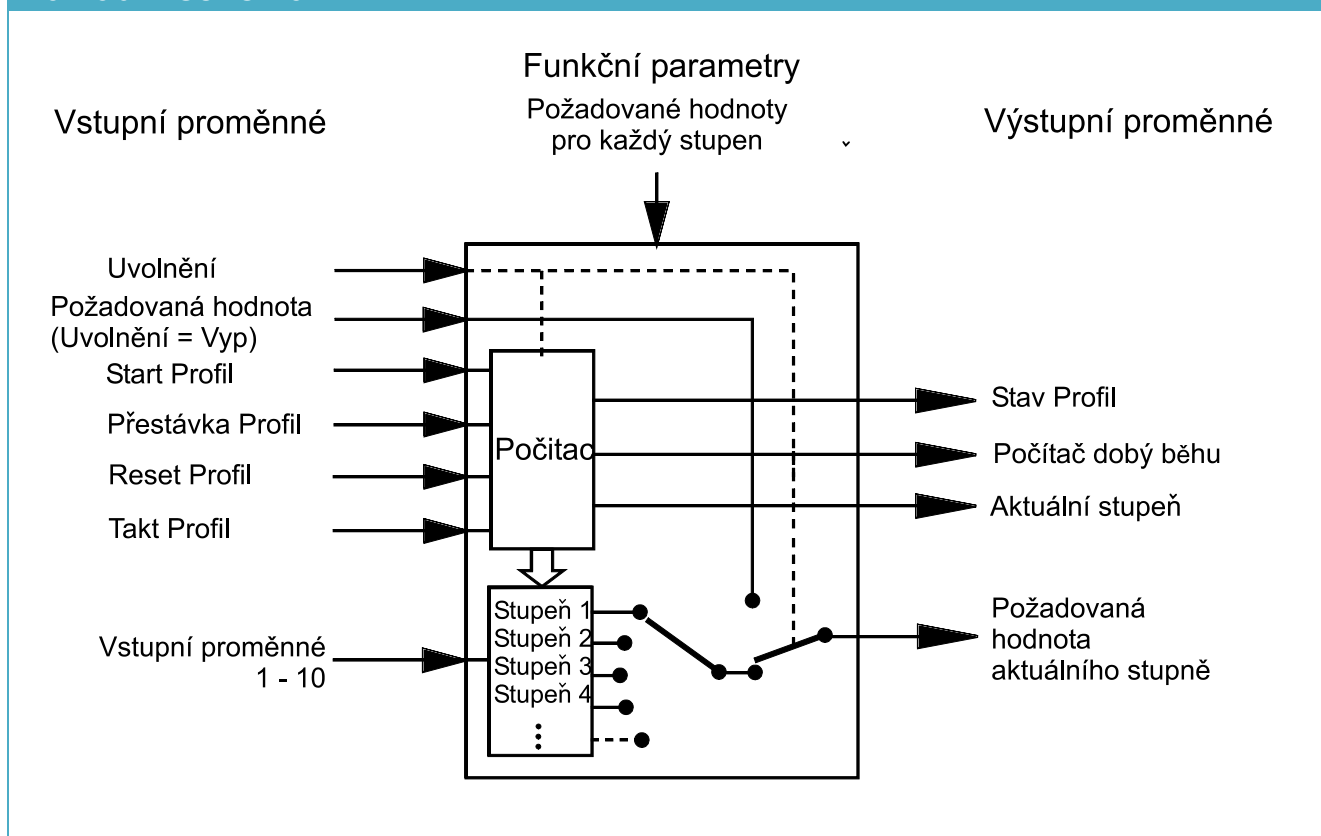 Funkční parametry
Požadované hodnoty
pro každý stupen ˇ
Vstupní proměnné
Výstupní proměnné
Uvolnění
Požadovaná hodnota
(Uvolnění = Vyp)
Start Profil
Přestávka Profil
Reset Profil
Takt Profil
Vstupní proměnné
1 - 10
Počitac
Stupeň 1
Stupeň 2
Stupeň 3
Stupeň 4
Stav Profil
Počítač dobý běhu
Aktuální stupeň
Požadovaná
hodnota
aktuálního stupně